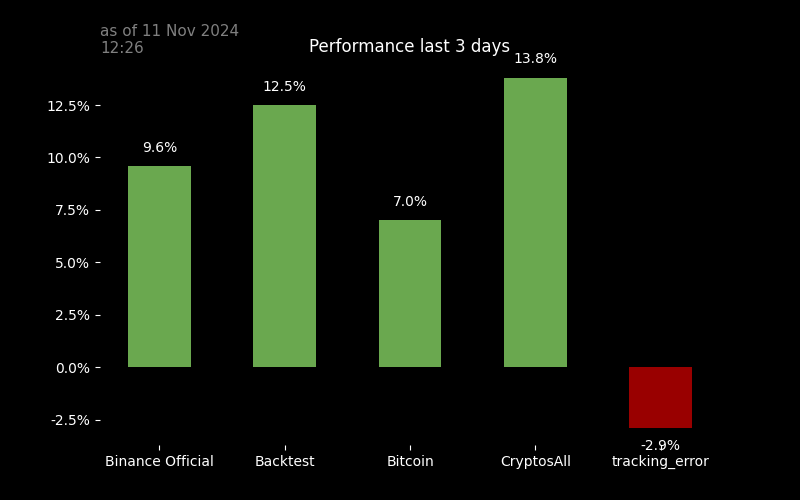 as of 11 Nov 2024
12:26
Performance last 3 days
13.8%
12.5%
12.5%
10.0%
9.6%
7.5%
7.0%
5.0%
2.5%
0.0%
-2.5%
-2.9%
Binance Official
Backtest
Bitcoin
CryptosAll
tracking_error